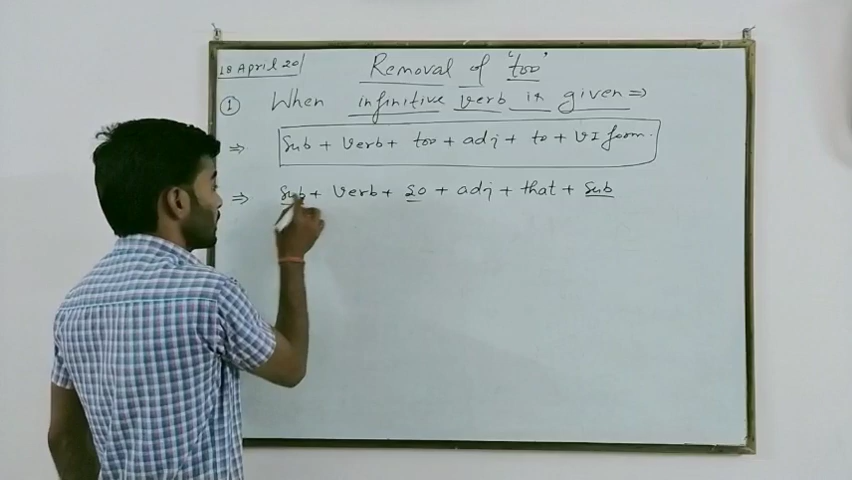 18 April 20
Removal of 'too'
① When infinitive verb is given ⇒
⇒ Sub + verb + too + adj + to + VI form.
⇒ Sub + verb + so + adj + that + Sub